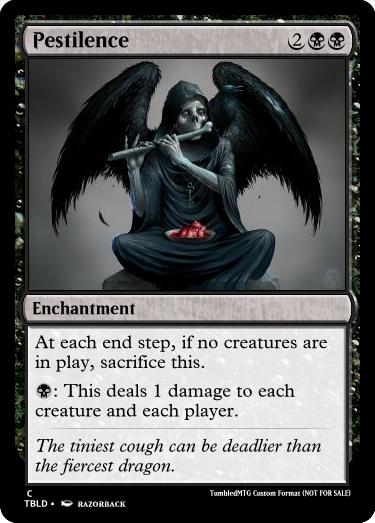 Pestilence 2
Enchantment
At each end step, if no creatures are
in play, sacrifice this.
: This deals 1 damage to each
creature and each player.
The tiniest cough can be deadlier than
the fiercest dragon.
C
TBLD • RAZORBACK
TumbledMTG Custom Format (NOT FOR SALE)